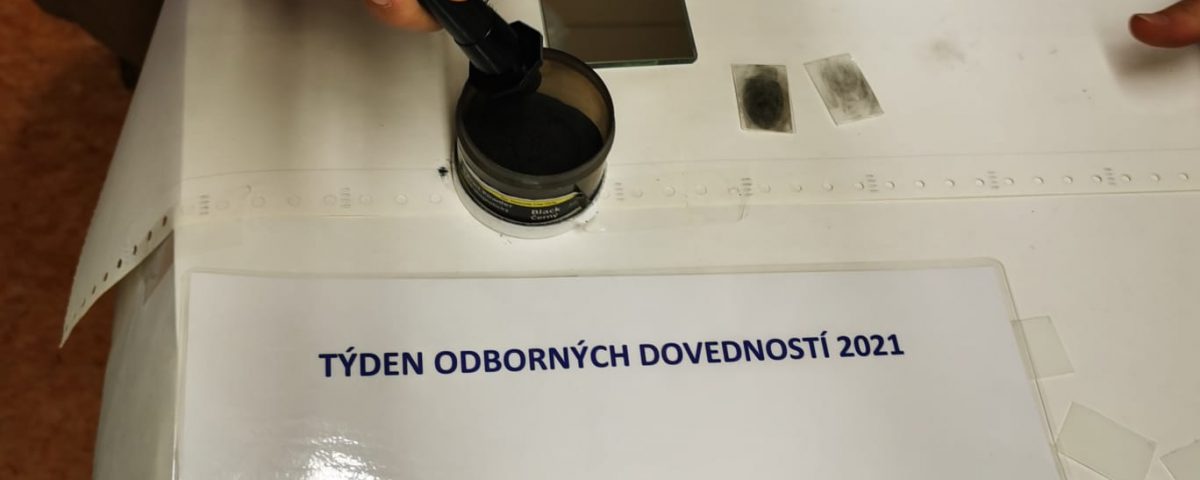 Black
Černý
TÝDEN ODBORNÝCH DOVEDNOSTÍ 2021